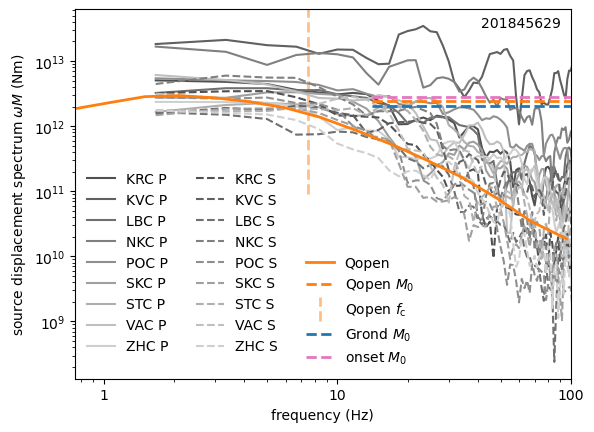 201845629
source displacement spectrum ωM (Nm)
10¹³
10¹²
10¹¹
10¹⁰
10⁹
KRC P
KVC P
LBC P
NKC P
POC P
SKC P
STC P
VAC P
ZHC P
KRC S
KVC S
LBC S
NKC S
POC S
SKC S
STC S
VAC S
ZHC S
Qopen
Qopen M₀
Qopen f_c
Grond M₀
onset M₀
1
10
100
frequency (Hz)